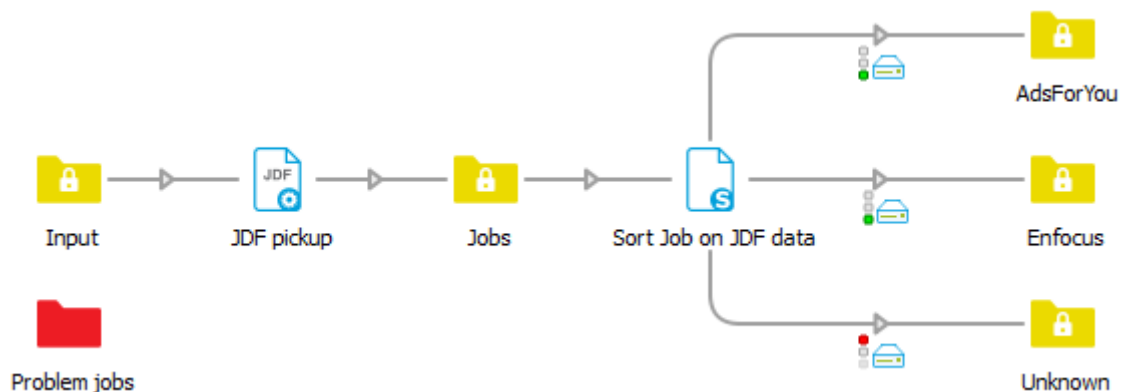 AdsForYou
JDF
S
Input
JDF pickup
Jobs
Sort Job on JDF data
Enfocus
Problem jobs
Unknown